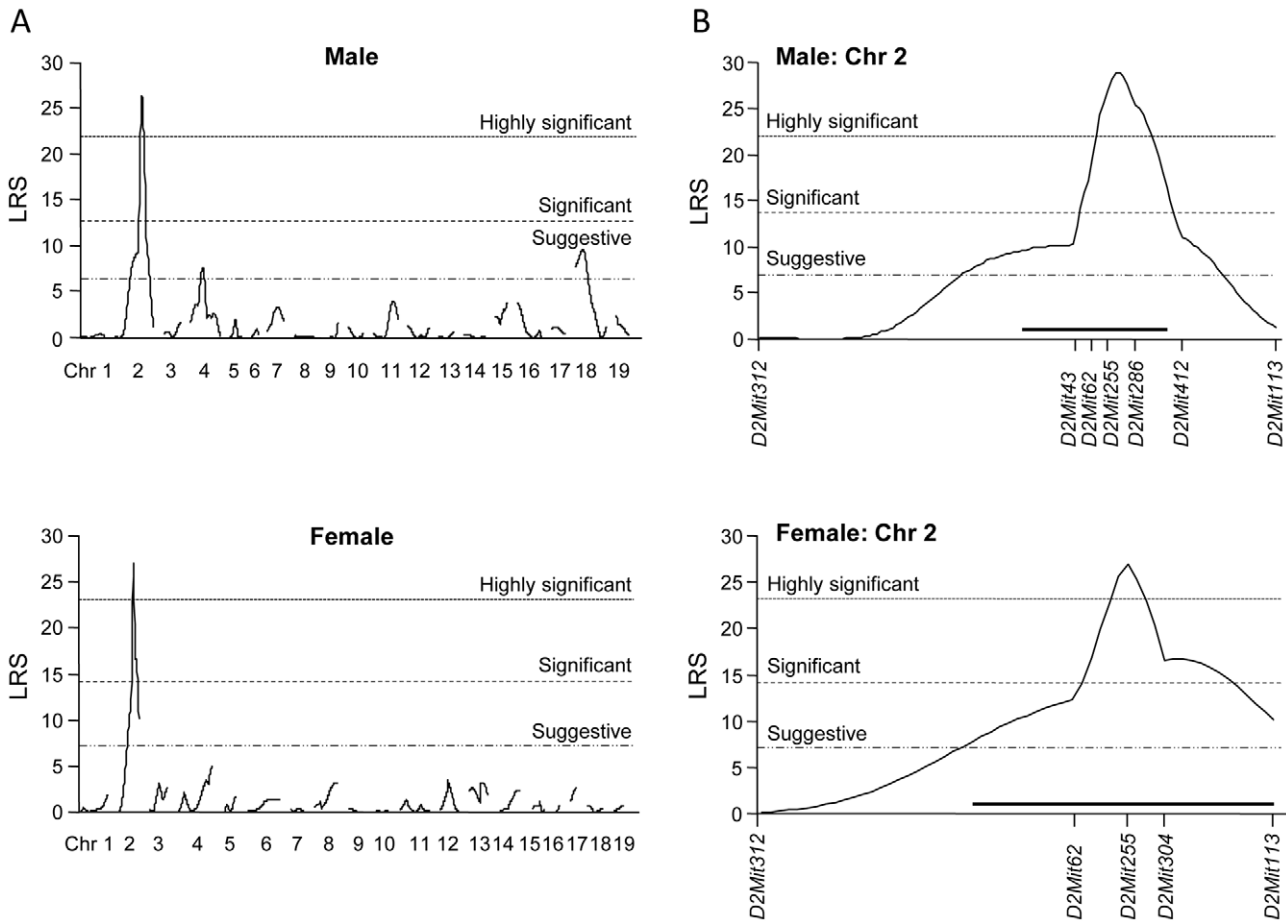 A
Male
30
25
20
15
10
5
0
LRS
Highly significant
Significant
Suggestive
Chr 1 2 3 4 5 6 7 8 9 10 11 12 13 14 15 16 17 18 19
B
Male: Chr 2
30
25
20
15
10
5
0
LRS
Highly significant
Significant
Suggestive
D2Mit312
D2Mit43
D2Mit62
D2Mit255
D2Mit286
D2Mit412
D2Mit113
Female
30
25
20
15
10
5
0
LRS
Highly significant
Significant
Suggestive
Chr 1 2 3 4 5 6 7 8 9 10 11 12 13 14 15 16 17 18 19
Female: Chr 2
30
25
20
15
10
5
0
LRS
Highly significant
Significant
Suggestive
D2Mit312
D2Mit62
D2Mit255
D2Mit304
D2Mit113